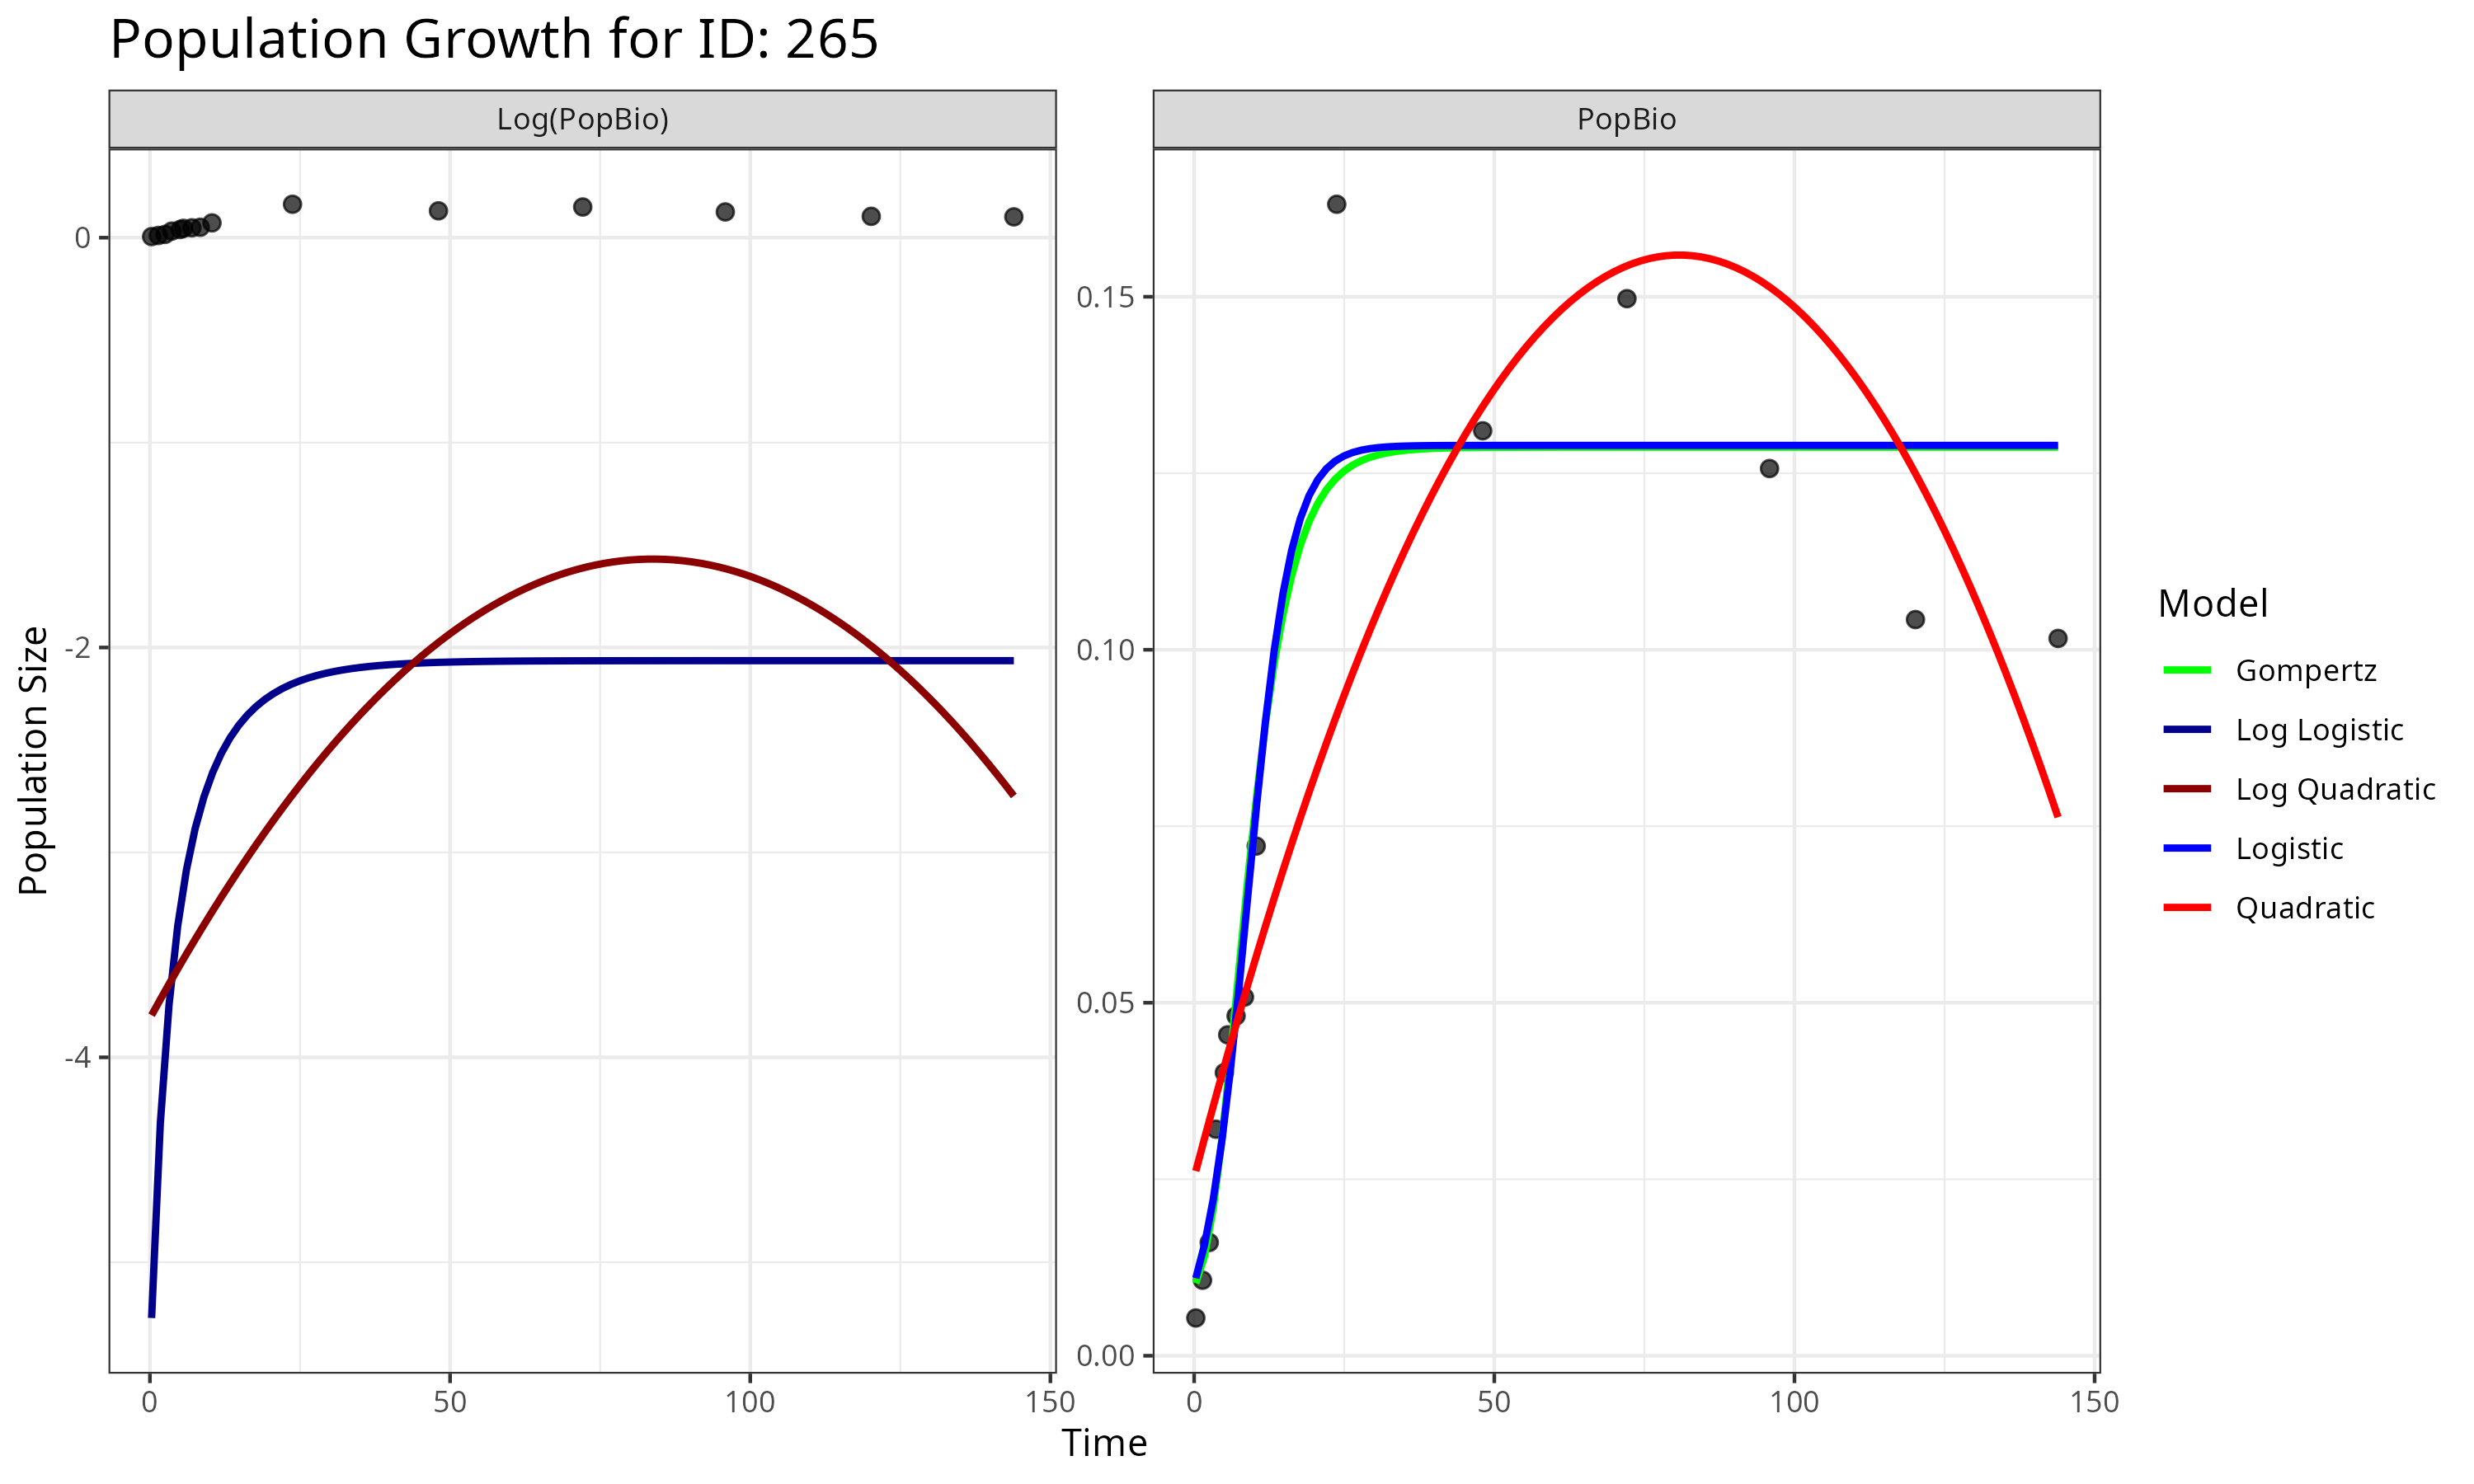 Population Growth for ID: 265
Log(PopBio)
PopBio
Population Size
0
-2
-4
0
50
100
150
0.15
0.10
0.05
0.00
0
50
100
150
Time
Model
Gompertz
Log Logistic
Log Quadratic
Logistic
Quadratic